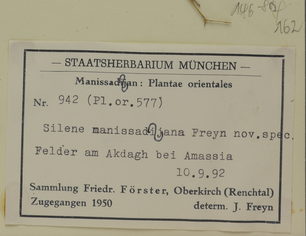 162
— STAATSHERBARIUM MÜNCHEN —
Manissadjan: Plantae orientales
Nr. 942 (Pl.or.577)
Silene manissadjana Freyn nov.spec.
Felder am Akdagh bei Amassia
10.9.92
Sammlung Friedr. Förster, Oberkirch (Renchtal)
Zugegangen 1950 determ. J. Freyn